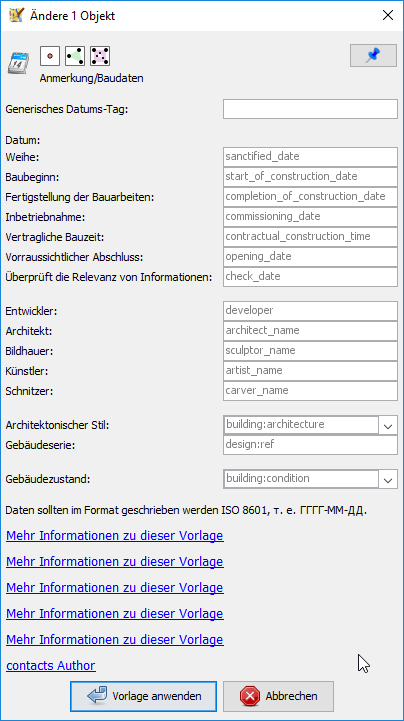 Ändere 1 Objekt
14
Anmerkung/Baudaten
Generisches Datums-Tag:
Datum:
Weihe: sanctified_date
Baubeginn: start_of_construction_date
Fertigstellung der Bauarbeiten: completion_of_construction_date
Inbetriebnahme: commissioning_date
Vertragliche Bauzeit: contractual_construction_time
Vorraussichtlicher Abschluss: opening_date
Überprüft die Relevanz von Informationen: check_date
Entwickler: developer
Architekt: architect_name
Bildhauer: sculptor_name
Künstler: artist_name
Schnitzer: carver_name
Architektonischer Stil: building:architecture
Gebäudeserie: design:ref
Gebäudezustand: building:condition
Daten sollten im Format geschrieben werden ISO 8601, т. е. ГГГГ-ММ-ДД.
Mehr Informationen zu dieser Vorlage
Mehr Informationen zu dieser Vorlage
Mehr Informationen zu dieser Vorlage
Mehr Informationen zu dieser Vorlage
Mehr Informationen zu dieser Vorlage
contacts Author
Vorlage anwenden Abbrechen